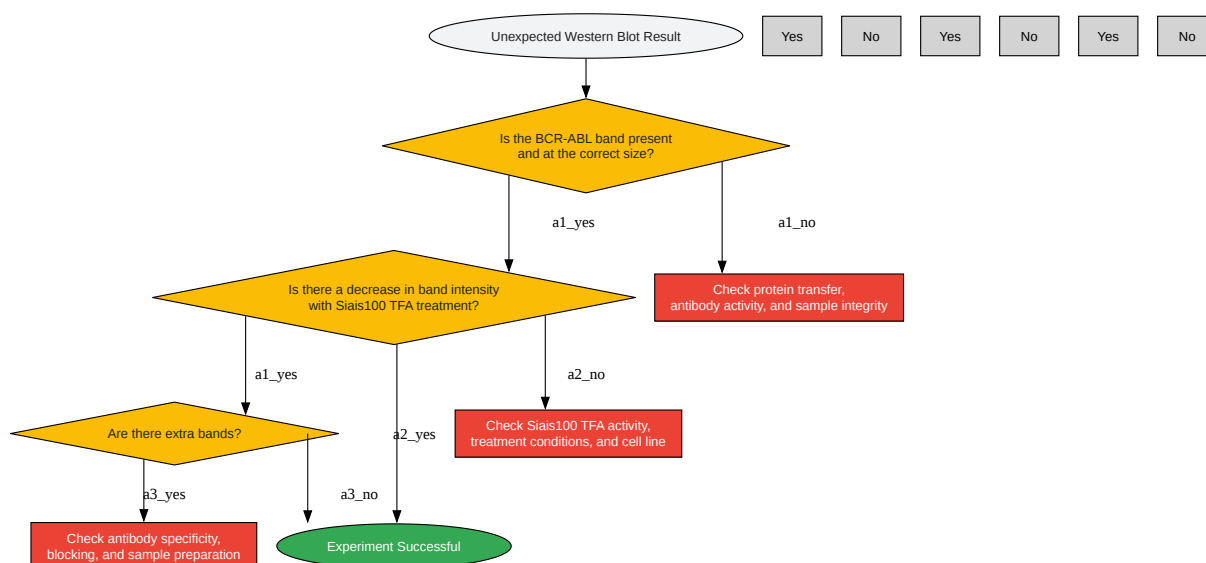 Unexpected Western Blot Result
Yes
No
Yes
No
Yes
No
Is the BCR-ABL band present
and at the correct size?
a1_yes
a1_no
Is there a decrease in band intensity
with Siais100 TFA treatment?
Check protein transfer,
antibody activity, and sample integrity
a1_yes
a2_no
Are there extra bands?
a2_yes
Check Siais100 TFA activity,
treatment conditions, and cell line
a3_yes
a3_no
Check antibody specificity,
blocking, and sample preparation
Experiment Successful